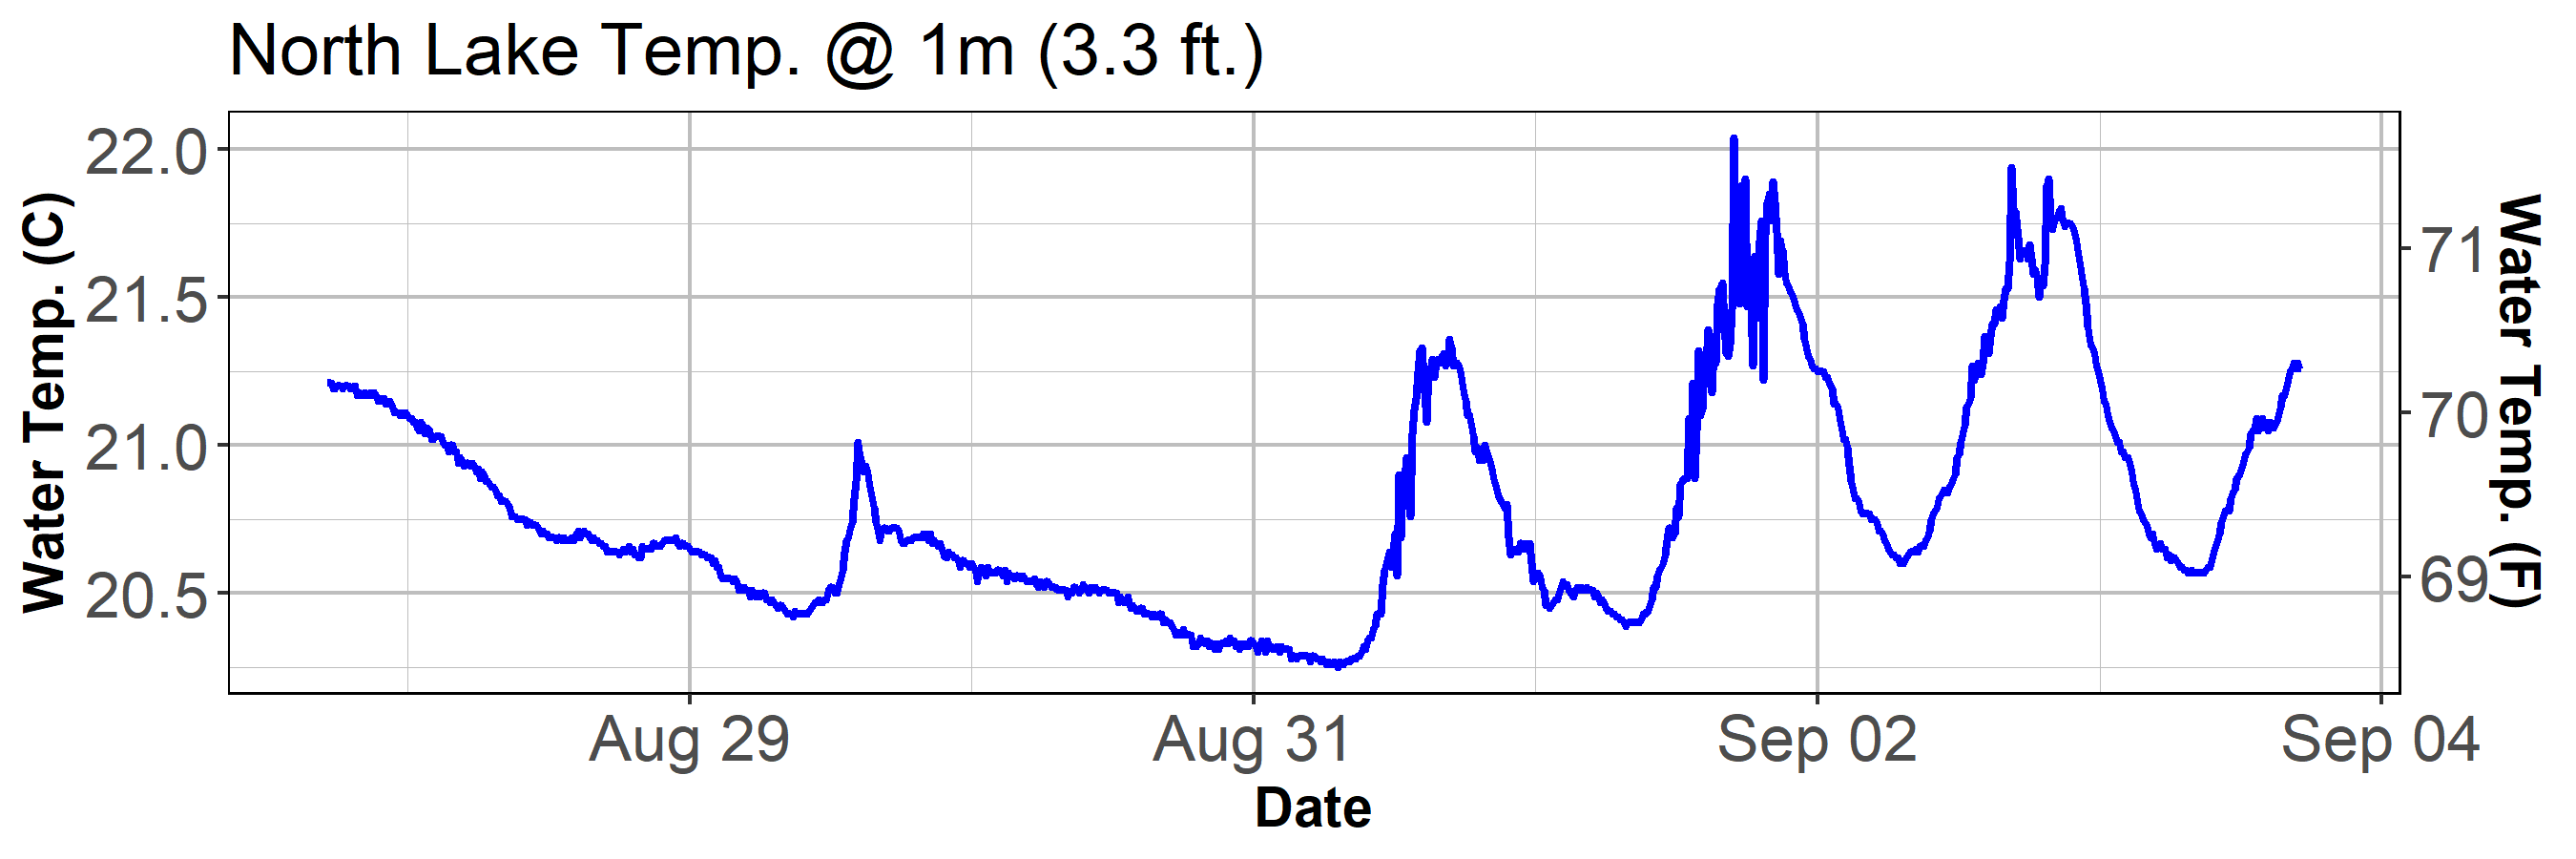 North Lake Temp. @ 1m (3.3 ft.)
Water Temp. (C)
22.0
21.5
21.0
20.5
71
70
69
Water Temp. (F)
Aug 29
Aug 31
Sep 02
Sep 04
Date